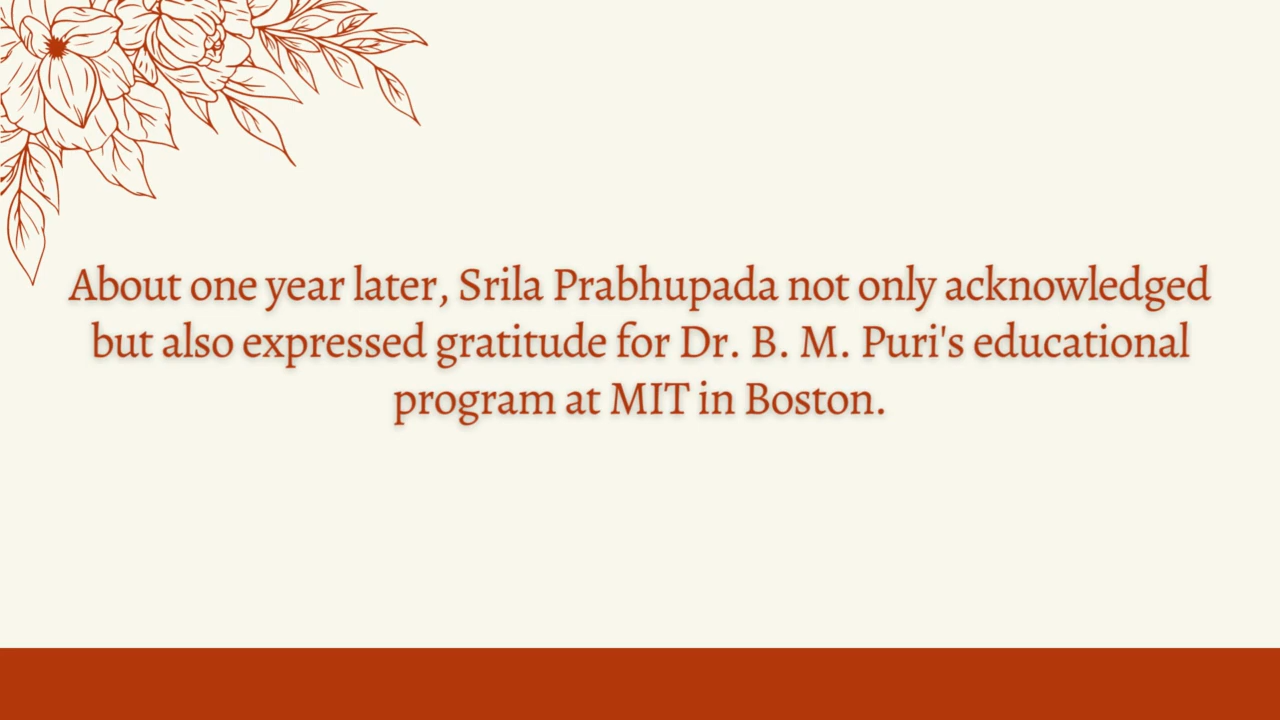 About one year later, Srila Prabhupada not only acknowledged
but also expressed gratitude for Dr. B. M. Puri's educational
program at MIT in Boston.